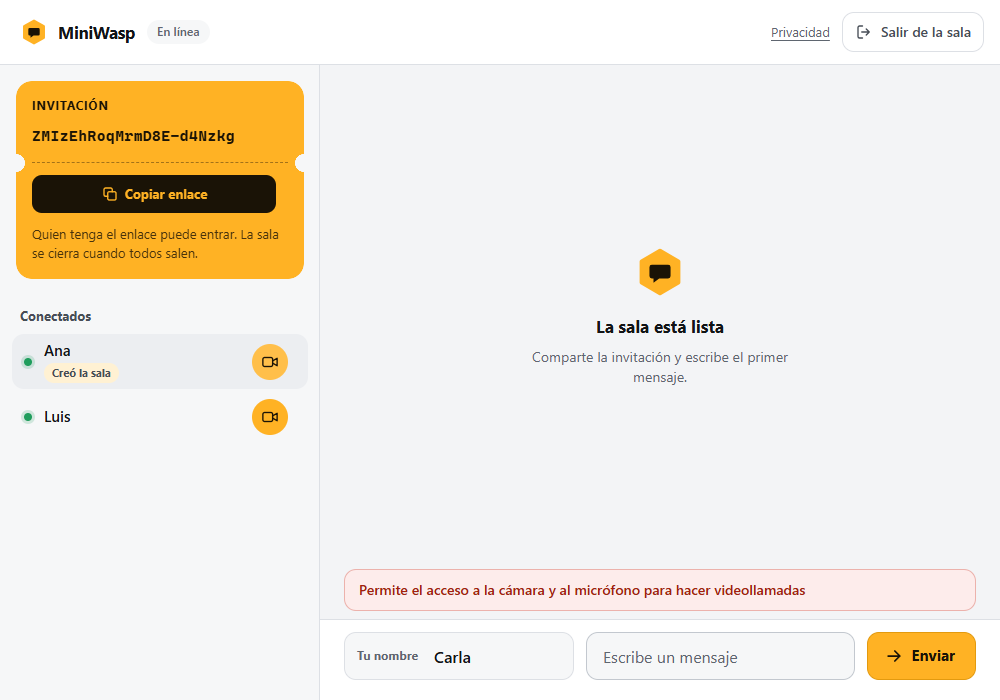 MiniWasp
En línea
Privacidad
Salir de la sala
INVITACIÓN
ZMIzEhRoqMrmD8E-d4Nzkg
Copiar enlace
Quien tenga el enlace puede entrar. La sala
se cierra cuando todos salen.
Conectados
Ana
Creó la sala
Luis
La sala está lista
Comparte la invitación y escribe el primer
mensaje.
Permite el acceso a la cámara y al micrófono para hacer videollamadas
Tu nombre
Carla
Escribe un mensaje
Enviar